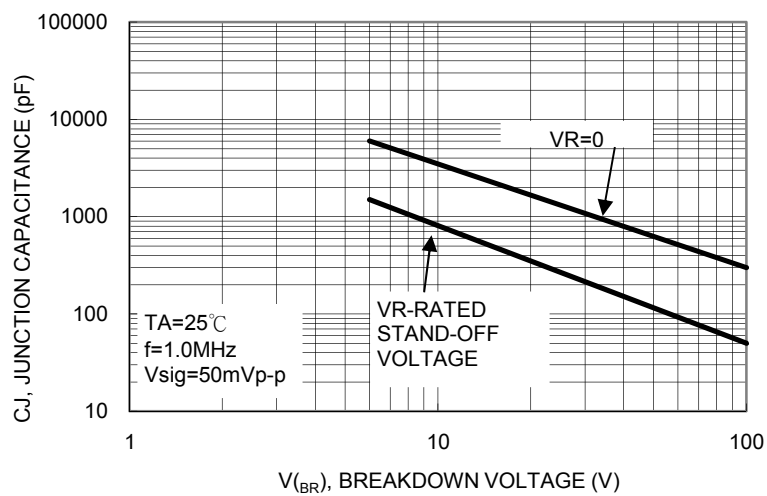 100000
10000
1000
100
10
CJ, JUNCTION CAPACITANCE (pF)
VR=0
VR-RATED
STAND-OFF
VOLTAGE
TA=25℃
f=1.0MHz
Vsig=50mVp-p
1
10
100
V(BR), BREAKDOWN VOLTAGE (V)